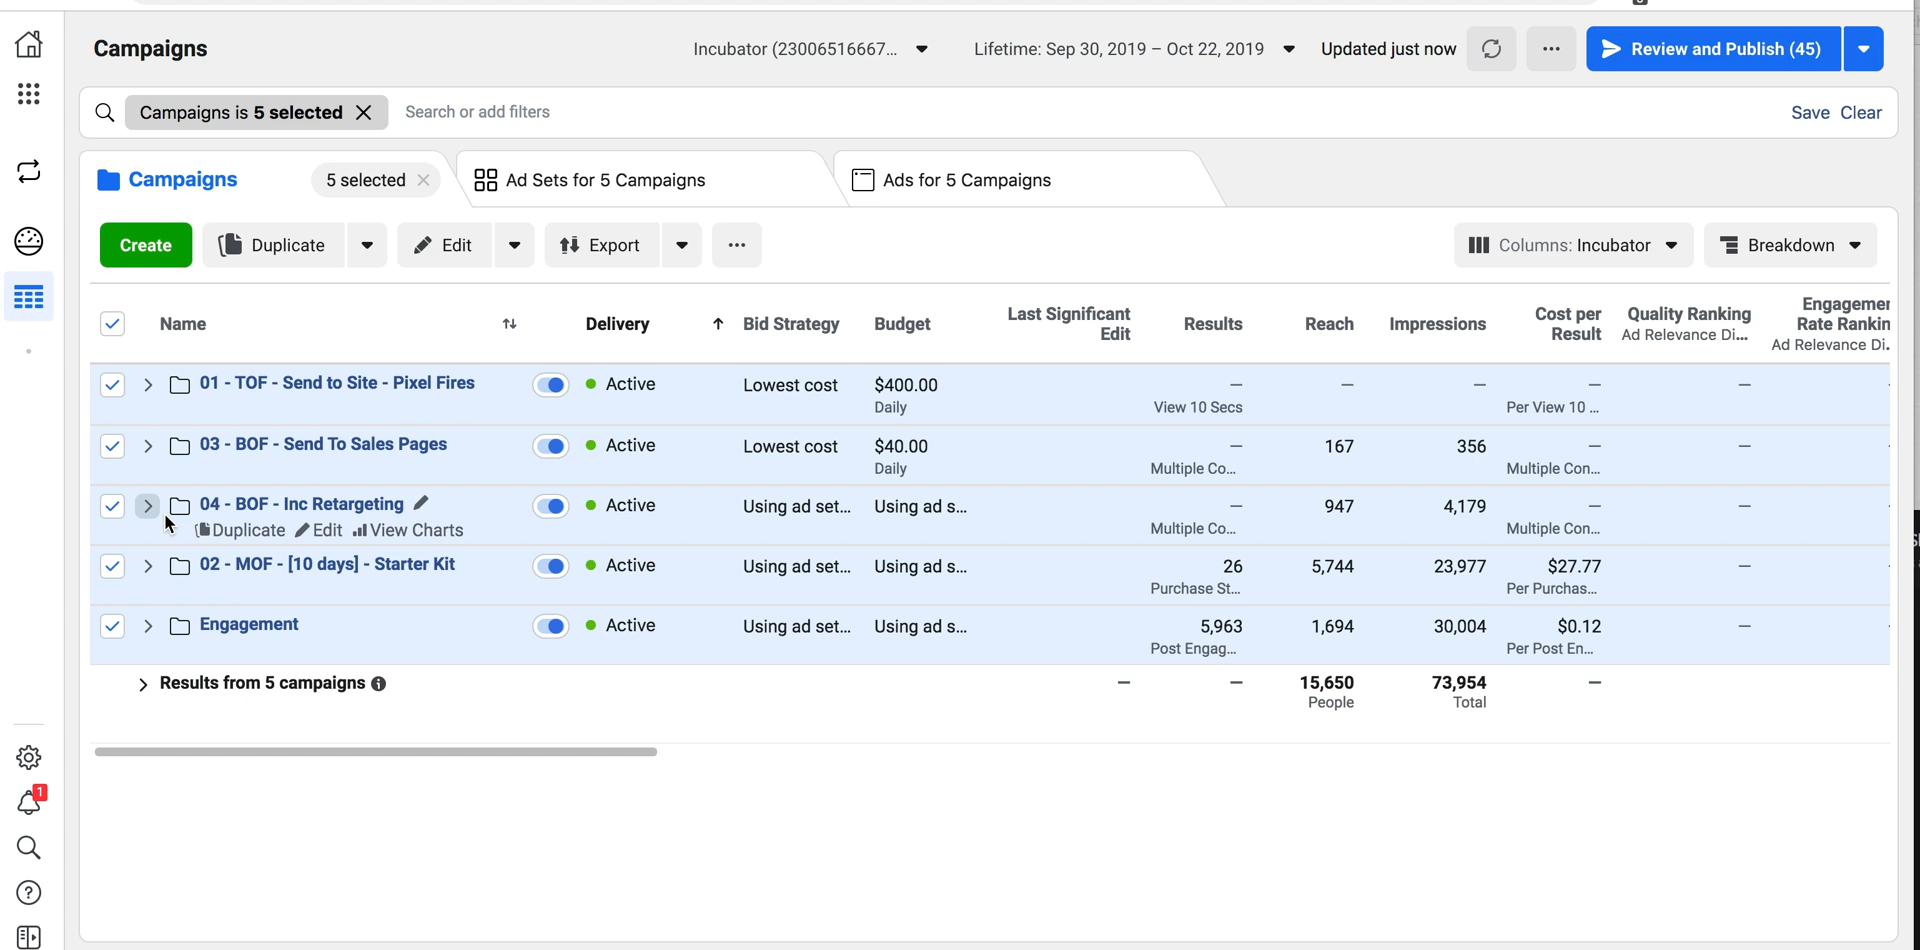 Campaigns
Incubator (23006516667...
Lifetime: Sep 30, 2019 – Oct 22, 2019
Updated just now
Review and Publish (45)
Campaigns is 5 selected
Search or add filters
Save
Clear
Campaigns
5 selected
Ad Sets for 5 Campaigns
Ads for 5 Campaigns
Create
Duplicate
Edit
Export
Columns: Incubator
Breakdown
Name
Delivery
Bid Strategy
Budget
Last Significant
Edit
Results
Reach
Impressions
Cost per
Result
Quality Ranking
Ad Relevance Di...
Rate Rankin
Ad Relevance Di.
01 - TOF - Send to Site - Pixel Fires
Active
Lowest cost
$400.00
Daily
—
View 10 Secs
—
—
—
Per View 10 ...
—
03 - BOF - Send To Sales Pages
Active
Lowest cost
$40.00
Daily
—
Multiple Co...
167
356
—
Multiple Con...
—
04 - BOF - Inc Retargeting
Duplicate Edit View Charts
Active
Using ad set...
Using ad s...
—
Multiple Co...
947
4,179
—
Multiple Con...
—
02 - MOF - [10 days] - Starter Kit
Active
Using ad set...
Using ad s...
26
Purchase St...
5,744
23,977
$27.77
Per Purchas...
—
Engagement
Active
Using ad set...
Using ad s...
5,963
Post Engag...
1,694
30,004
$0.12
Per Post En...
—
Results from 5 campaigns
—
—
15,650
People
73,954
Total
—
1